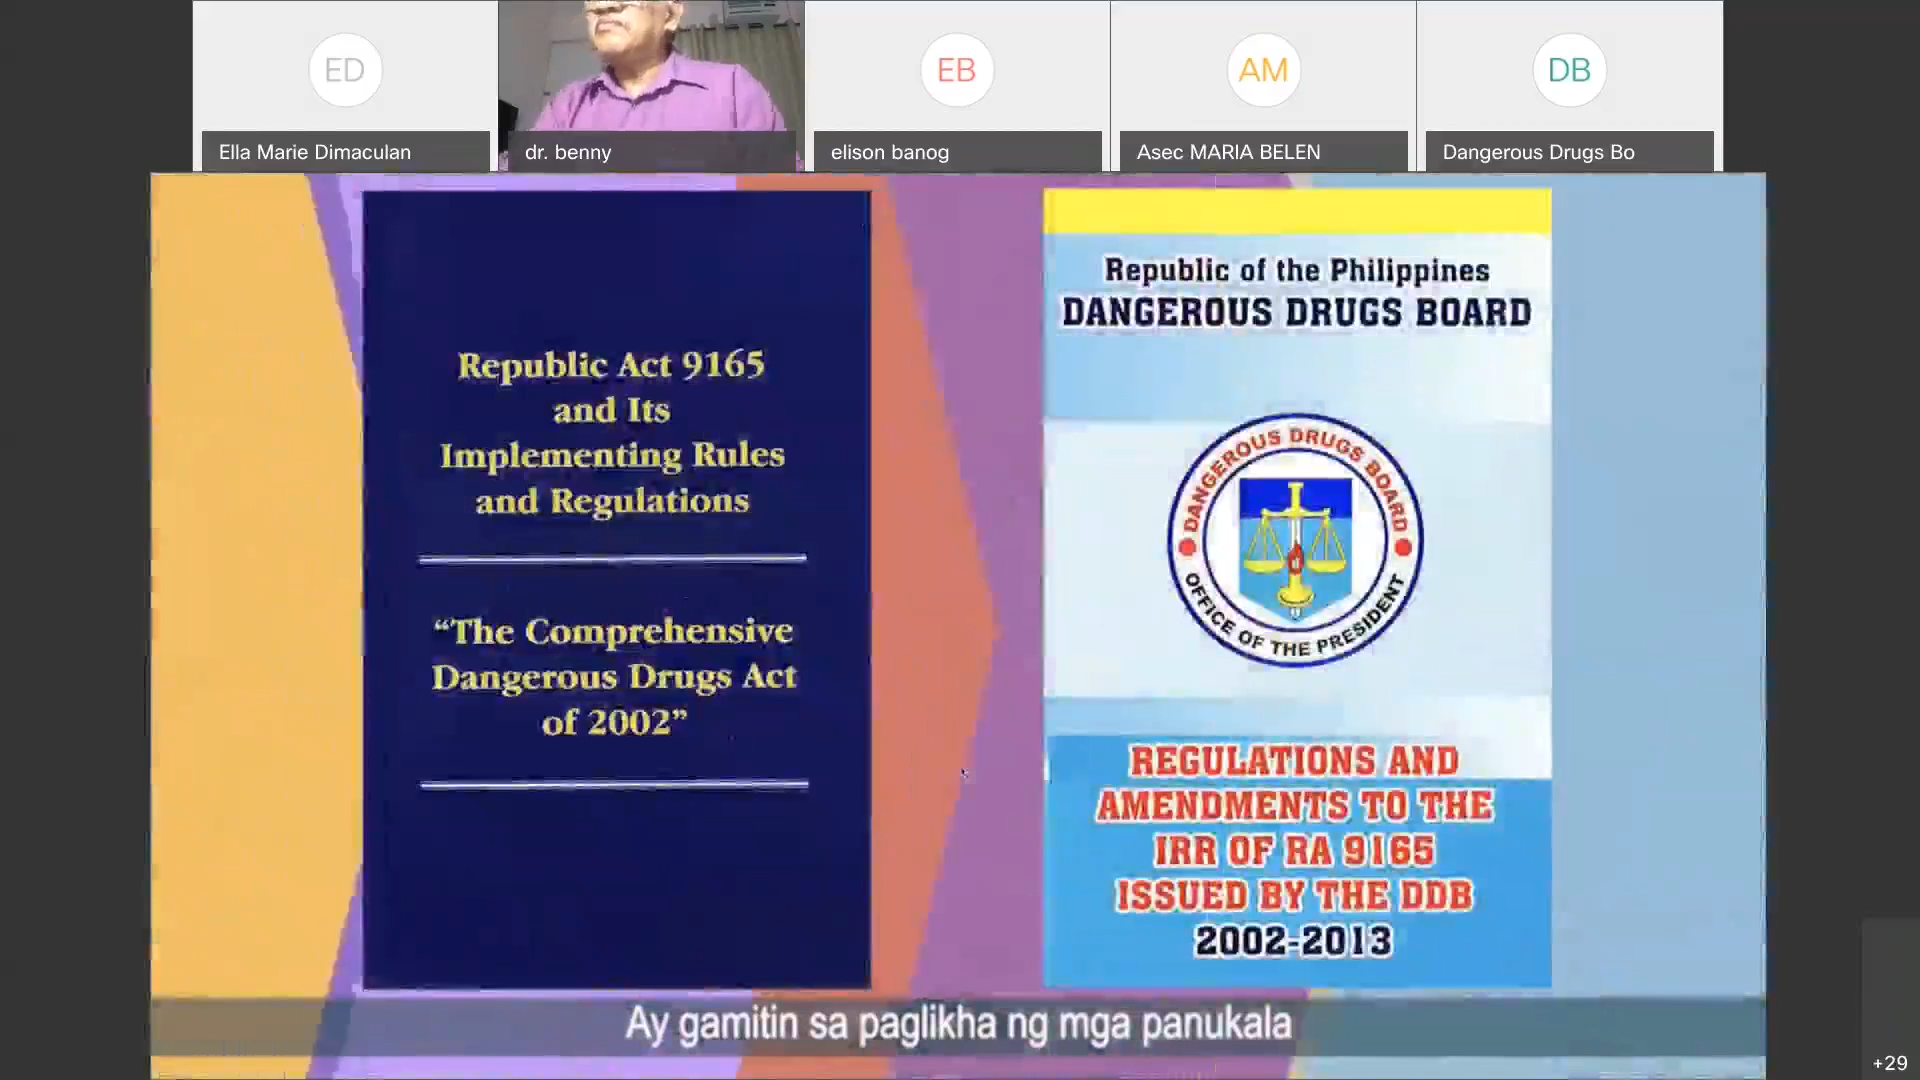 ED
EB
AM
DB
Ella Marie Dimaculan
dr. benny
elison banog
Asec MARIA BELEN
Dangerous Drugs Bo
Republic Act 9165
and Its
Implementing Rules
and Regulations
“The Comprehensive
Dangerous Drugs Act
of 2002”
Republic of the Philippines
DANGEROUS DRUGS BOARD
DANGEROUS DRUGS BOARD
OFFICE OF THE PRESIDENT
REGULATIONS AND
AMENDMENTS TO THE
IRR OF RA 9165
ISSUED BY THE DDB
2002-2013
Ay gamitin sa paglikha ng mga panukala
+29